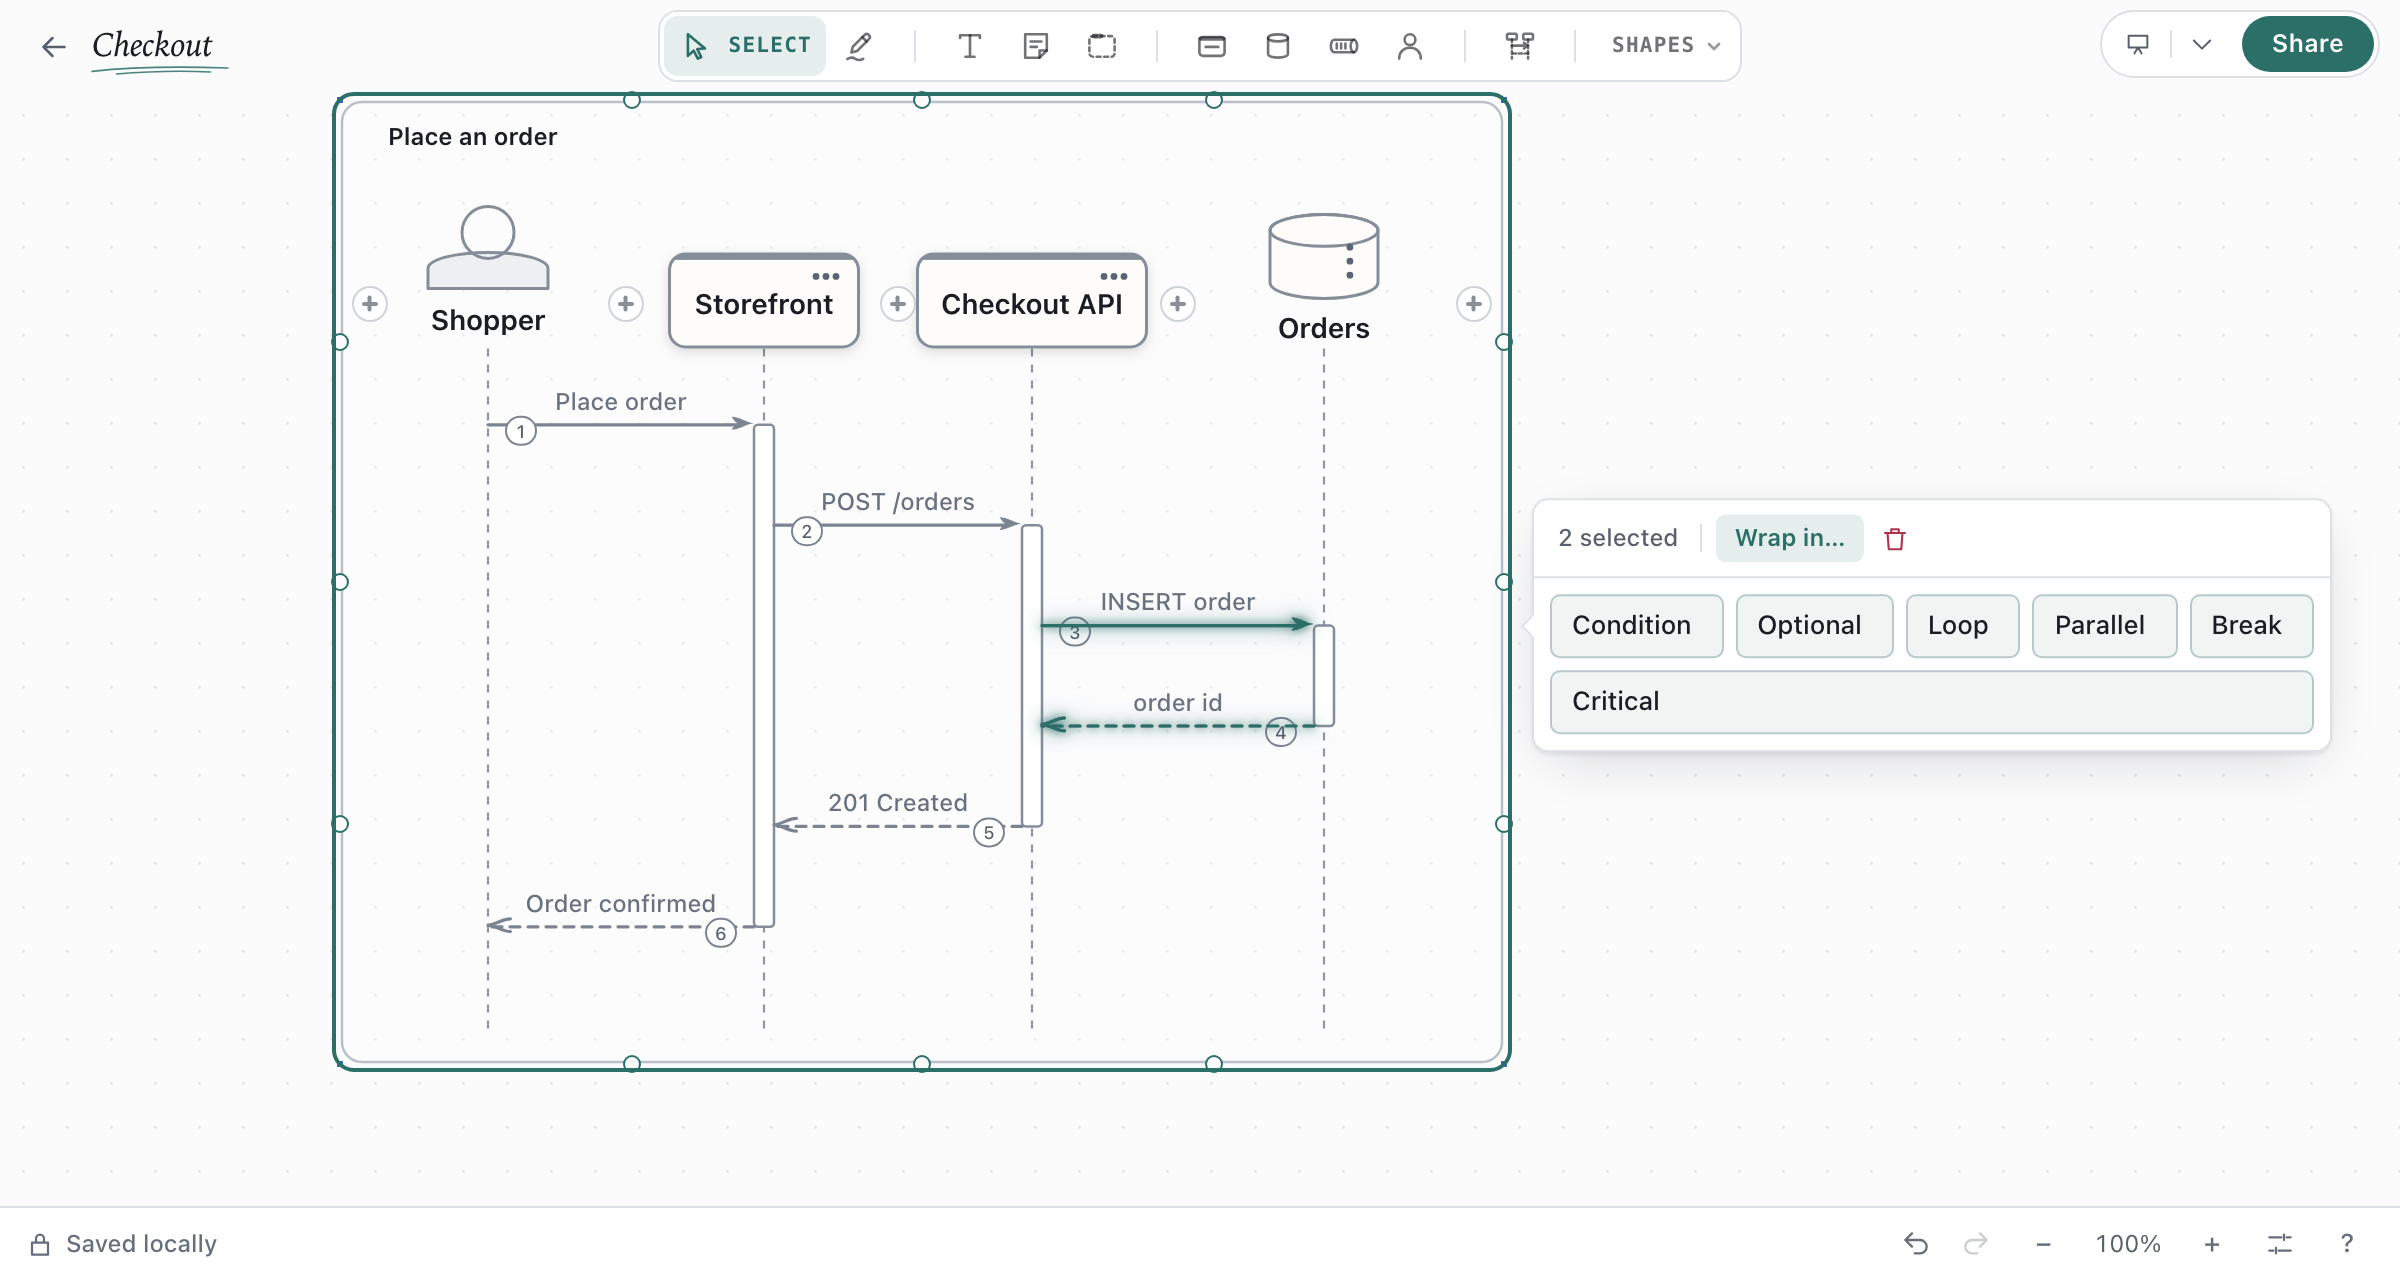 Checkout
SELECT
SHAPES
Share
Place an order
Shopper
Storefront
Checkout API
Orders
Place order
1
POST /orders
2
INSERT order
3
order id
4
201 Created
5
Order confirmed
6
2 selected
Wrap in...
Condition
Optional
Loop
Parallel
Break
Critical
Saved locally
100%
?